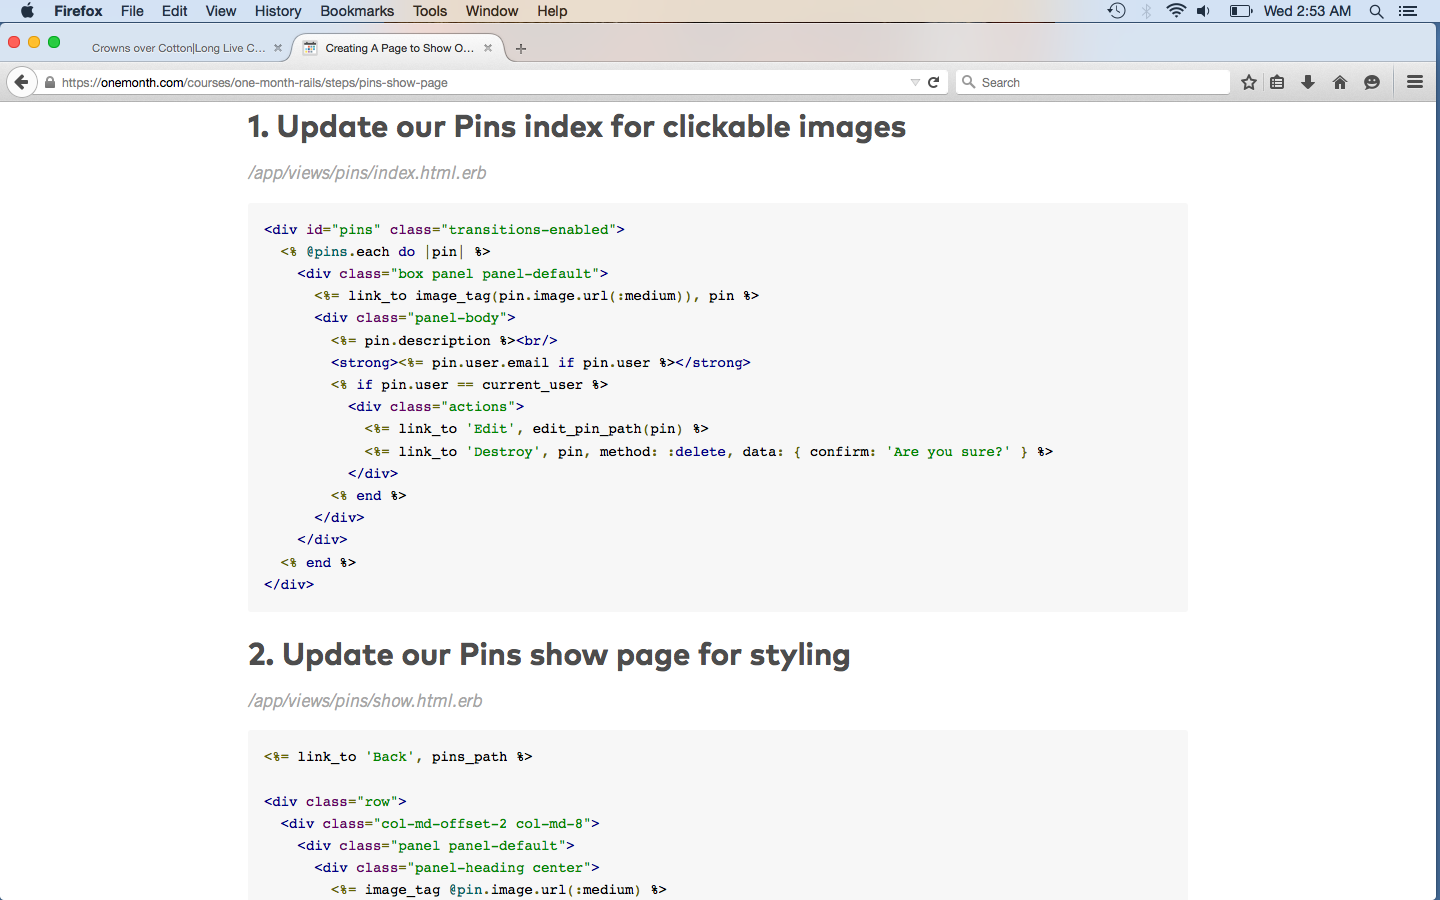 Firefox File Edit View History Bookmarks Tools Window Help Wed 2:53 AM
Crowns over Cotton|Long Live C... Creating A Page to Show O...
https://onemonth.com/courses/one-month-rails/steps/pins-show-page Search
1. Update our Pins index for clickable images
/app/views/pins/index.html.erb
<div id="pins" class="transitions-enabled">
<% @pins.each do |pin| %>
<div class="box panel panel-default">
<%= link_to image_tag(pin.image.url(:medium)), pin %>
<div class="panel-body">
<%= pin.description %><br/>
<strong><%= pin.user.email if pin.user %></strong>
<% if pin.user == current_user %>
<div class="actions">
<%= link_to 'Edit', edit_pin_path(pin) %>
<%= link_to 'Destroy', pin, method: :delete, data: { confirm: 'Are you sure?' } %>
</div>
<% end %>
</div>
</div>
<% end %>
</div>
2. Update our Pins show page for styling
/app/views/pins/show.html.erb
<%= link_to 'Back', pins_path %>
<div class="row">
<div class="col-md-offset-2 col-md-8">
<div class="panel panel-default">
<div class="panel-heading center">
<%= image_tag @pin.image.url(:medium) %>